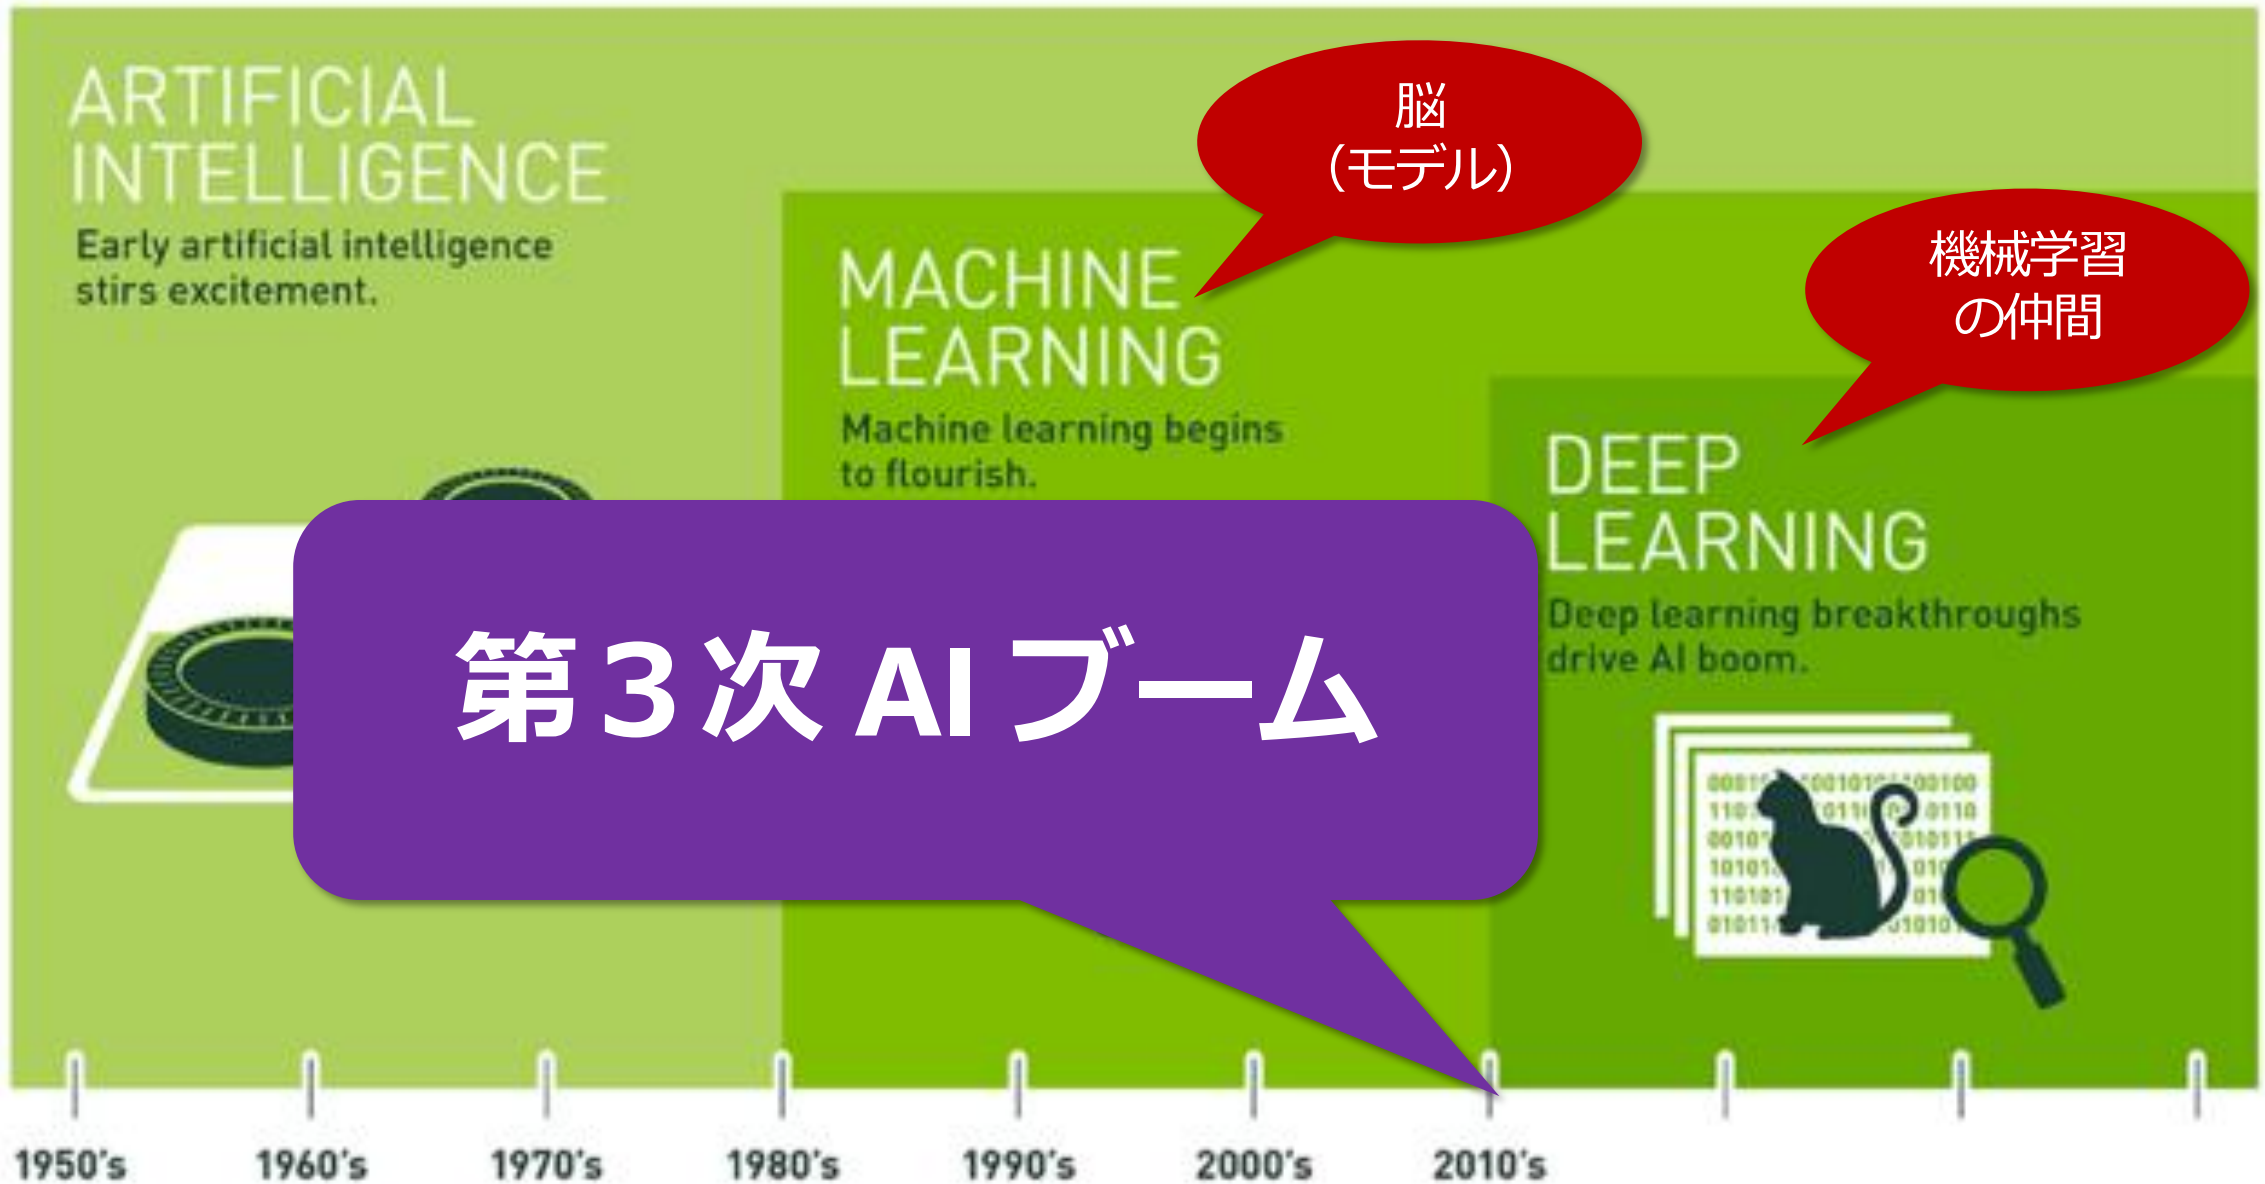 ARTIFICIAL
INTELLIGENCE
Early artificial intelligence
stirs excitement.
脳
（モデル）
MACHINE
LEARNING
Machine learning begins
to flourish.
機械学習
の仲間
DEEP
LEARNING
Deep learning breakthroughs
drive AI boom.
第３次 AI ブーム
1950's 1960's 1970's 1980's 1990's 2000's 2010's